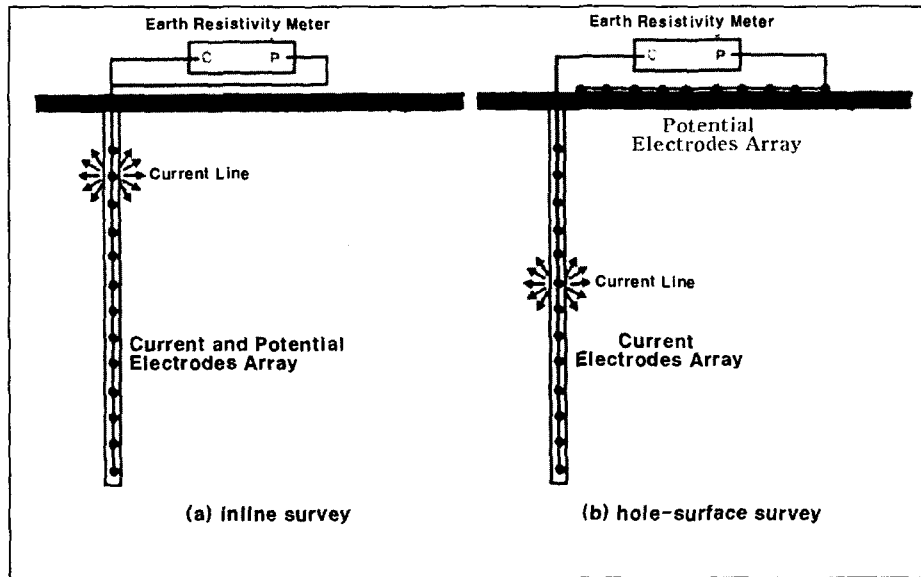 Earth Resistivity Meter
C P
Current Line
Current and Potential
Electrodes Array
(a) inline survey
Earth Resistivity Meter
C P
Potential
Electrodes Array
Current Line
Current
Electrodes Array
(b) hole-surface survey